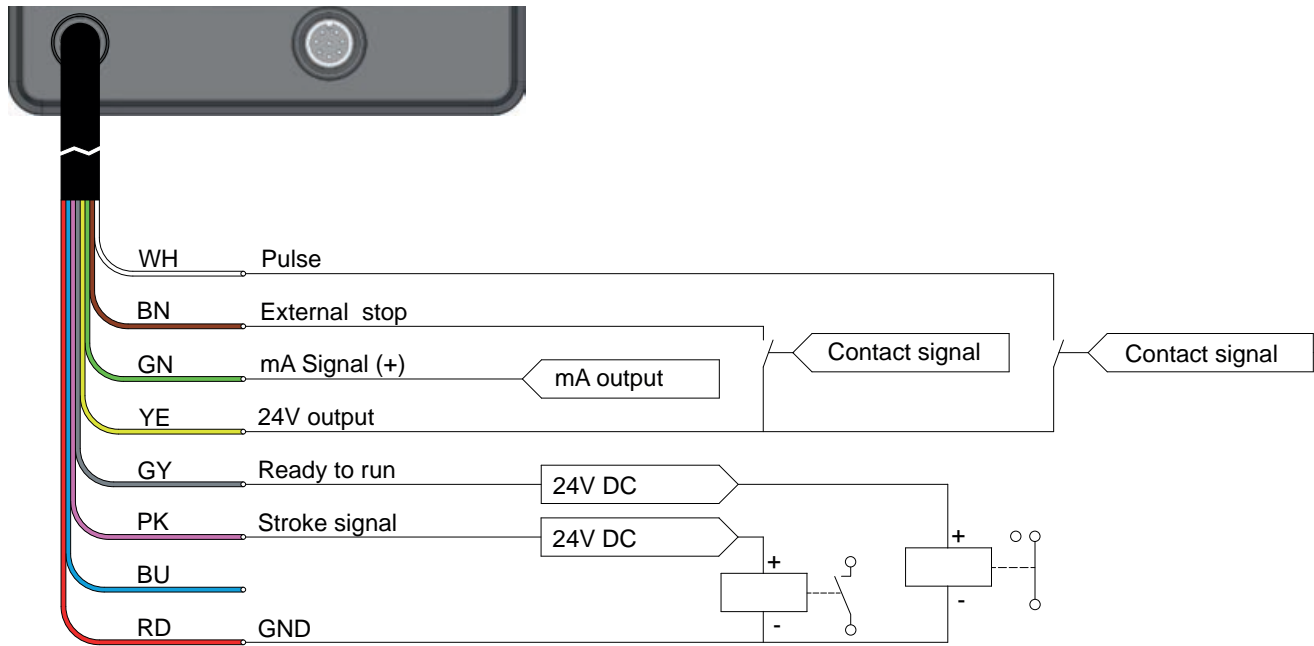 WH Pulse
BN External stop
Contact signal
Contact signal
GN mA Signal (+)
mA output
YE 24V output
GY Ready to run
24V DC
PK Stroke signal
24V DC
+
+
BU
-
-
RD GND